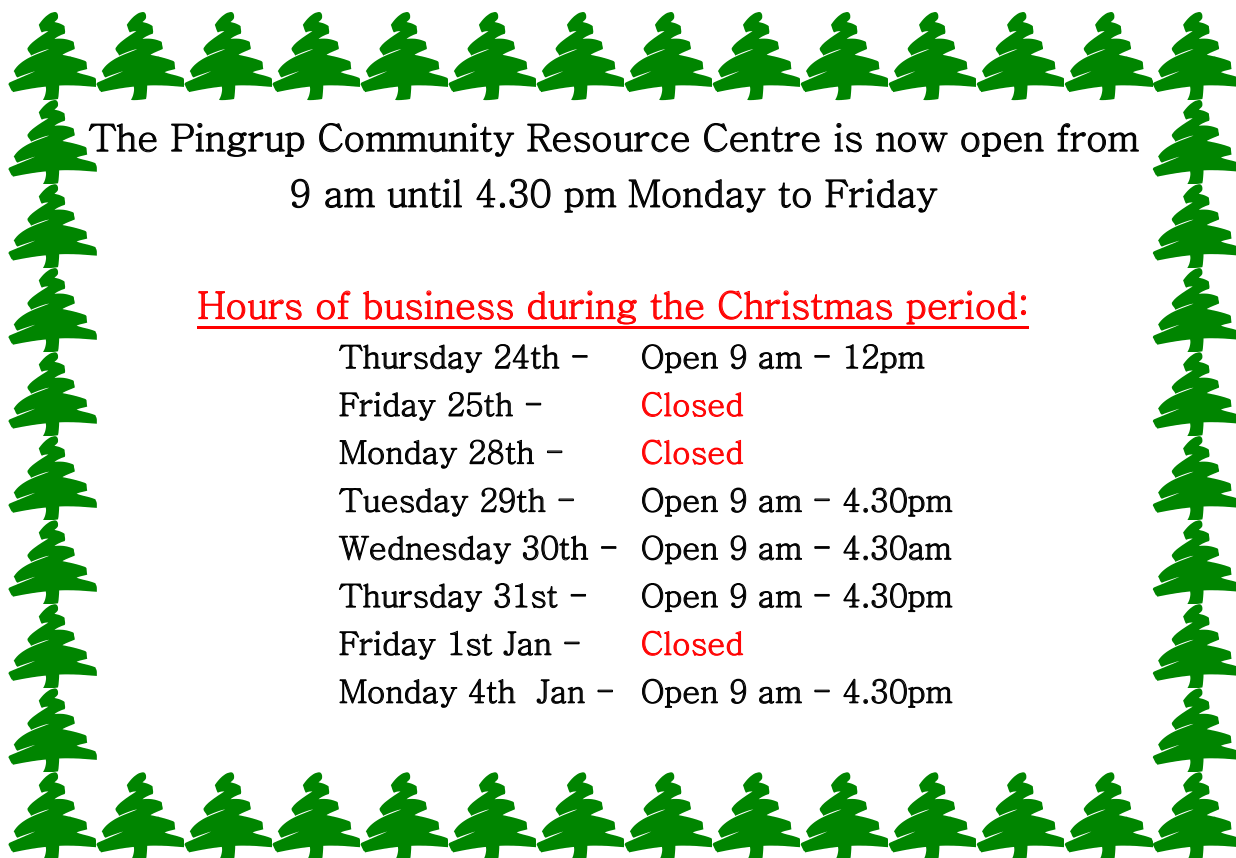 The Pingrup Community Resource Centre is now open from
9 am until 4.30 pm Monday to Friday
Hours of business during the Christmas period:
Thursday 24th - Open 9 am - 12pm
Friday 25th - Closed
Monday 28th - Closed
Tuesday 29th - Open 9 am - 4.30pm
Wednesday 30th - Open 9 am - 4.30am
Thursday 31st - Open 9 am - 4.30pm
Friday 1st Jan - Closed
Monday 4th Jan - Open 9 am - 4.30pm